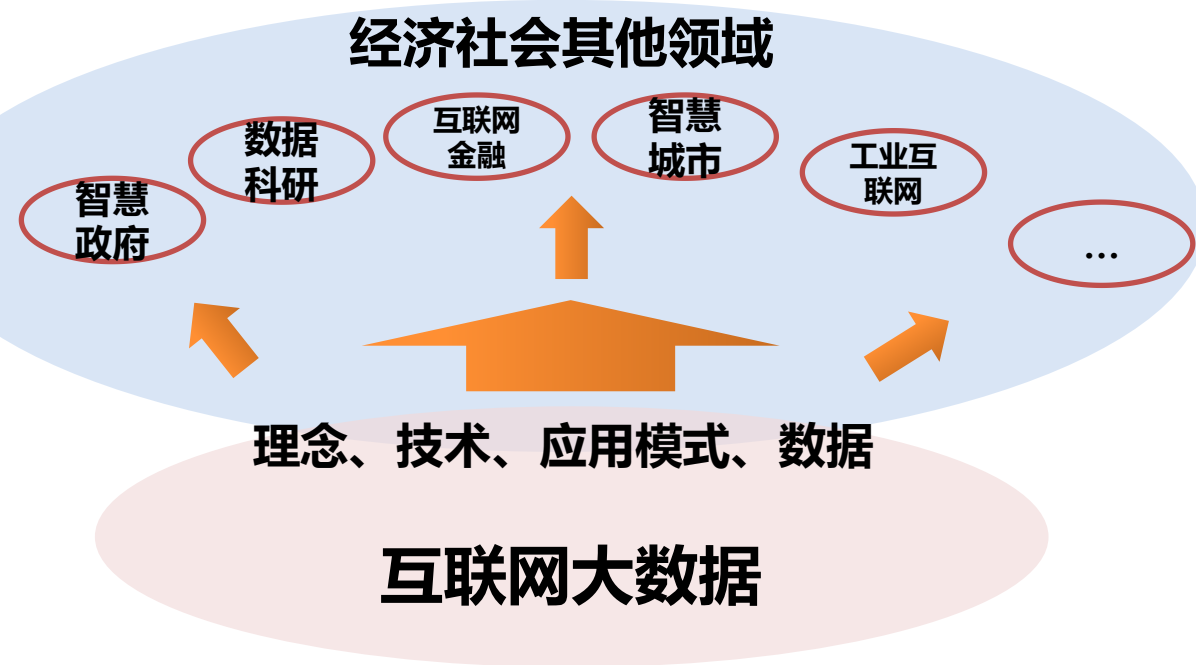 经济社会其他领域
智慧
政府
数据
科研
互联网
金融
智慧
城市
工业互
联网
…
理念、技术、应用模式、数据
互联网大数据